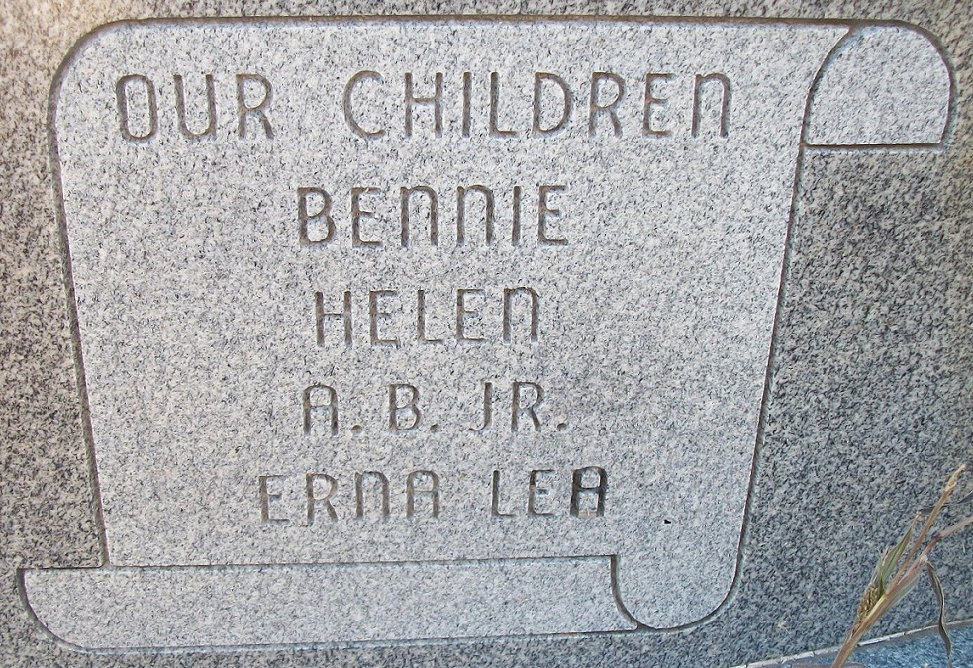 OUR CHILDREN
BENNIE
HELEN
A. B. JR.
ERNA LEA